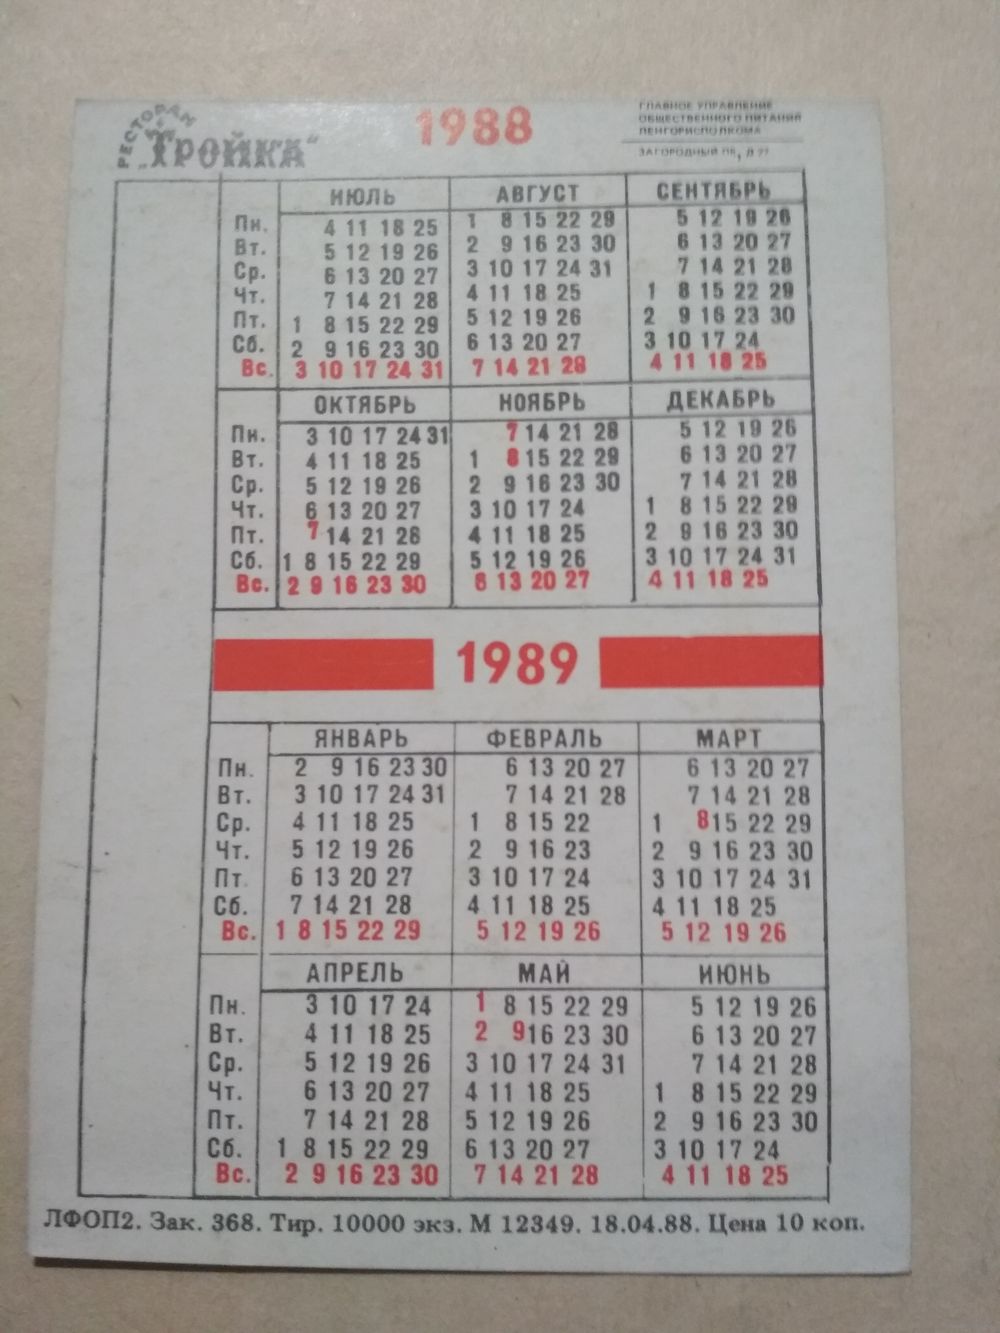 РЕСТОРАН
„ТРОЙКА“
1988
ГЛАВНОЕ УПРАВЛЕНИЕ
ОБЩЕСТВЕННОГО ПИТАНИЯ
ЛЕНГОРИСПОЛКОМА
ЗАГОРОДНЫЙ ПР., Д 27
ИЮЛЬ АВГУСТ СЕНТЯБРЬ
Пн. 4 11 18 25 1 8 15 22 29 5 12 19 26
Вт. 5 12 19 26 2 9 16 23 30 6 13 20 27
Ср. 6 13 20 27 3 10 17 24 31 7 14 21 28
Чт. 7 14 21 28 4 11 18 25 1 8 15 22 29
Пт. 1 8 15 22 29 5 12 19 26 2 9 16 23 30
Сб. 2 9 16 23 30 6 13 20 27 3 10 17 24
Вс. 3 10 17 24 31 7 14 21 28 4 11 18 25
ОКТЯБРЬ НОЯБРЬ ДЕКАБРЬ
Пн. 3 10 17 24 31 7 14 21 28 5 12 19 26
Вт. 4 11 18 25 1 8 15 22 29 6 13 20 27
Ср. 5 12 19 26 2 9 16 23 30 7 14 21 28
Чт. 6 13 20 27 3 10 17 24 1 8 15 22 29
Пт. 7 14 21 28 4 11 18 25 2 9 16 23 30
Сб. 1 8 15 22 29 5 12 19 26 3 10 17 24 31
Вс. 2 9 16 23 30 6 13 20 27 4 11 18 25
1989
ЯНВАРЬ ФЕВРАЛЬ МАРТ
Пн. 2 9 16 23 30 6 13 20 27 6 13 20 27
Вт. 3 10 17 24 31 7 14 21 28 7 14 21 28
Ср. 4 11 18 25 1 8 15 22 1 8 15 22 29
Чт. 5 12 19 26 2 9 16 23 2 9 16 23 30
Пт. 6 13 20 27 3 10 17 24 3 10 17 24 31
Сб. 7 14 21 28 4 11 18 25 4 11 18 25
Вс. 1 8 15 22 29 5 12 19 26 5 12 19 26
АПРЕЛЬ МАЙ ИЮНЬ
Пн. 3 10 17 24 1 8 15 22 29 5 12 19 26
Вт. 4 11 18 25 2 9 16 23 30 6 13 20 27
Ср. 5 12 19 26 3 10 17 24 31 7 14 21 28
Чт. 6 13 20 27 4 11 18 25 1 8 15 22 29
Пт. 7 14 21 28 5 12 19 26 2 9 16 23 30
Сб. 1 8 15 22 29 6 13 20 27 3 10 17 24
Вс. 2 9 16 23 30 7 14 21 28 4 11 18 25
ЛФОП2. Зак. 368. Тир. 10000 экз. М 12349. 18.04.88. Цена 10 коп.